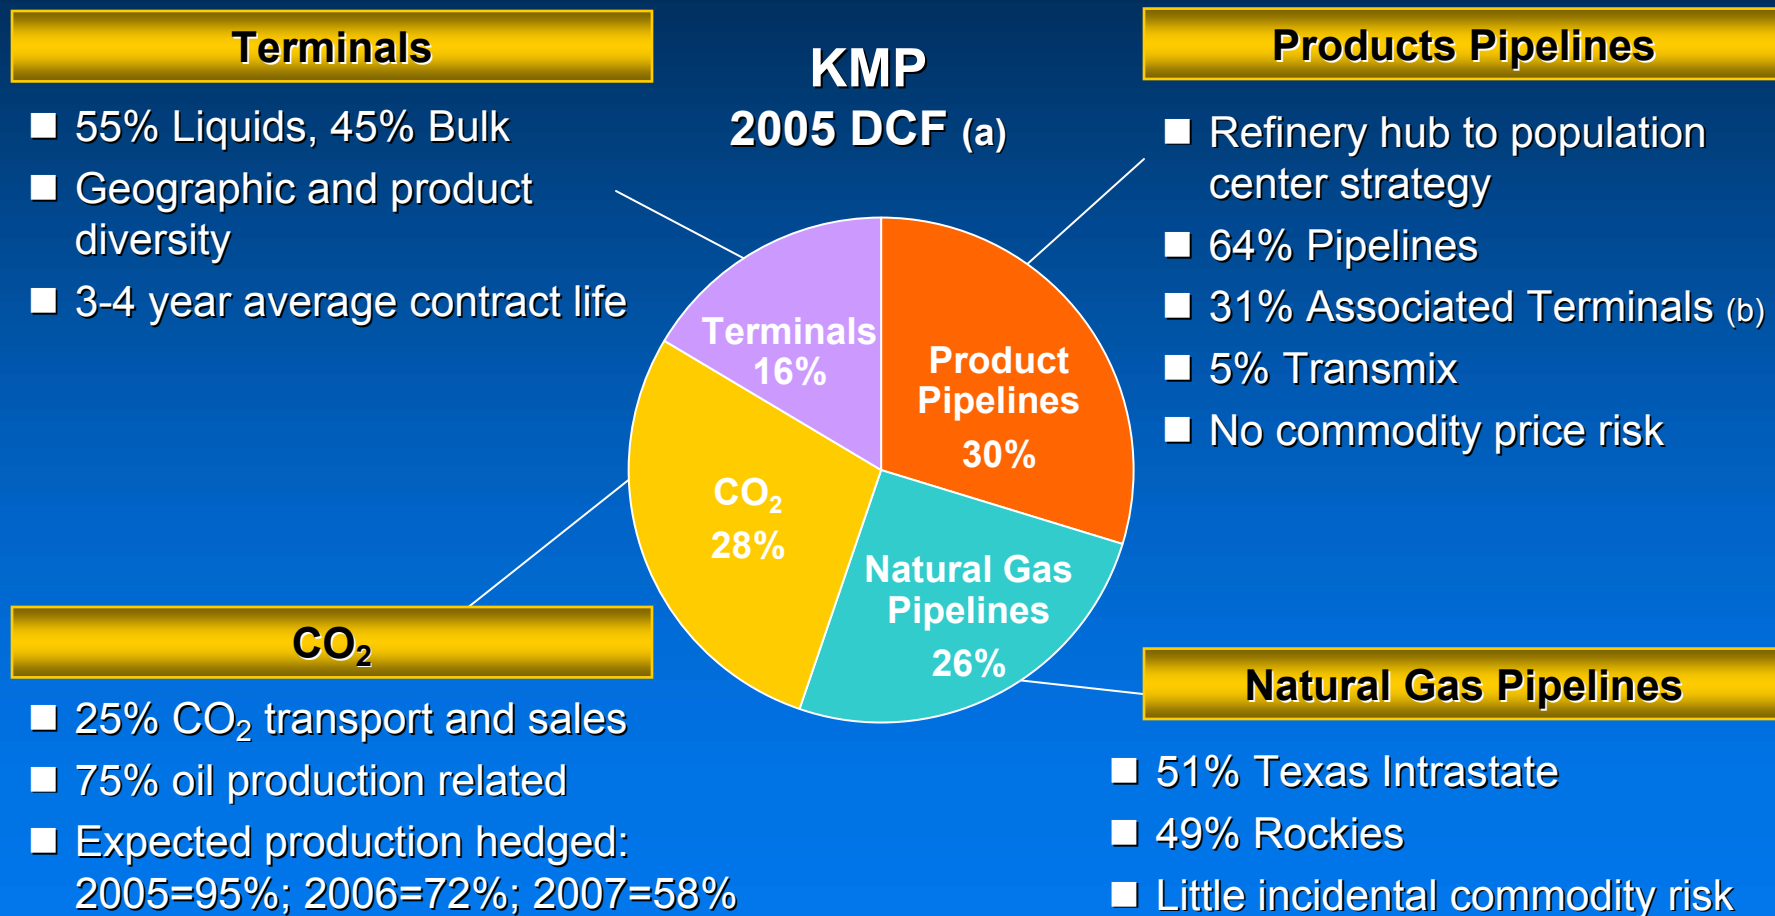 Terminals
55% Liquids, 45% Bulk
Geographic and product
diversity
3-4 year average contract life
KMP
2005 DCF (a)
Products Pipelines
Refinery hub to population
center strategy
64% Pipelines
31% Associated Terminals (b)
5% Transmix
No commodity price risk
Terminals
16%
Product
Pipelines
30%
CO₂
28%
Natural Gas
Pipelines
26%
CO₂
25% CO₂ transport and sales
75% oil production related
Expected production hedged:
2005=95%; 2006=72%; 2007=58%
Natural Gas Pipelines
51% Texas Intrastate
49% Rockies
Little incidental commodity risk